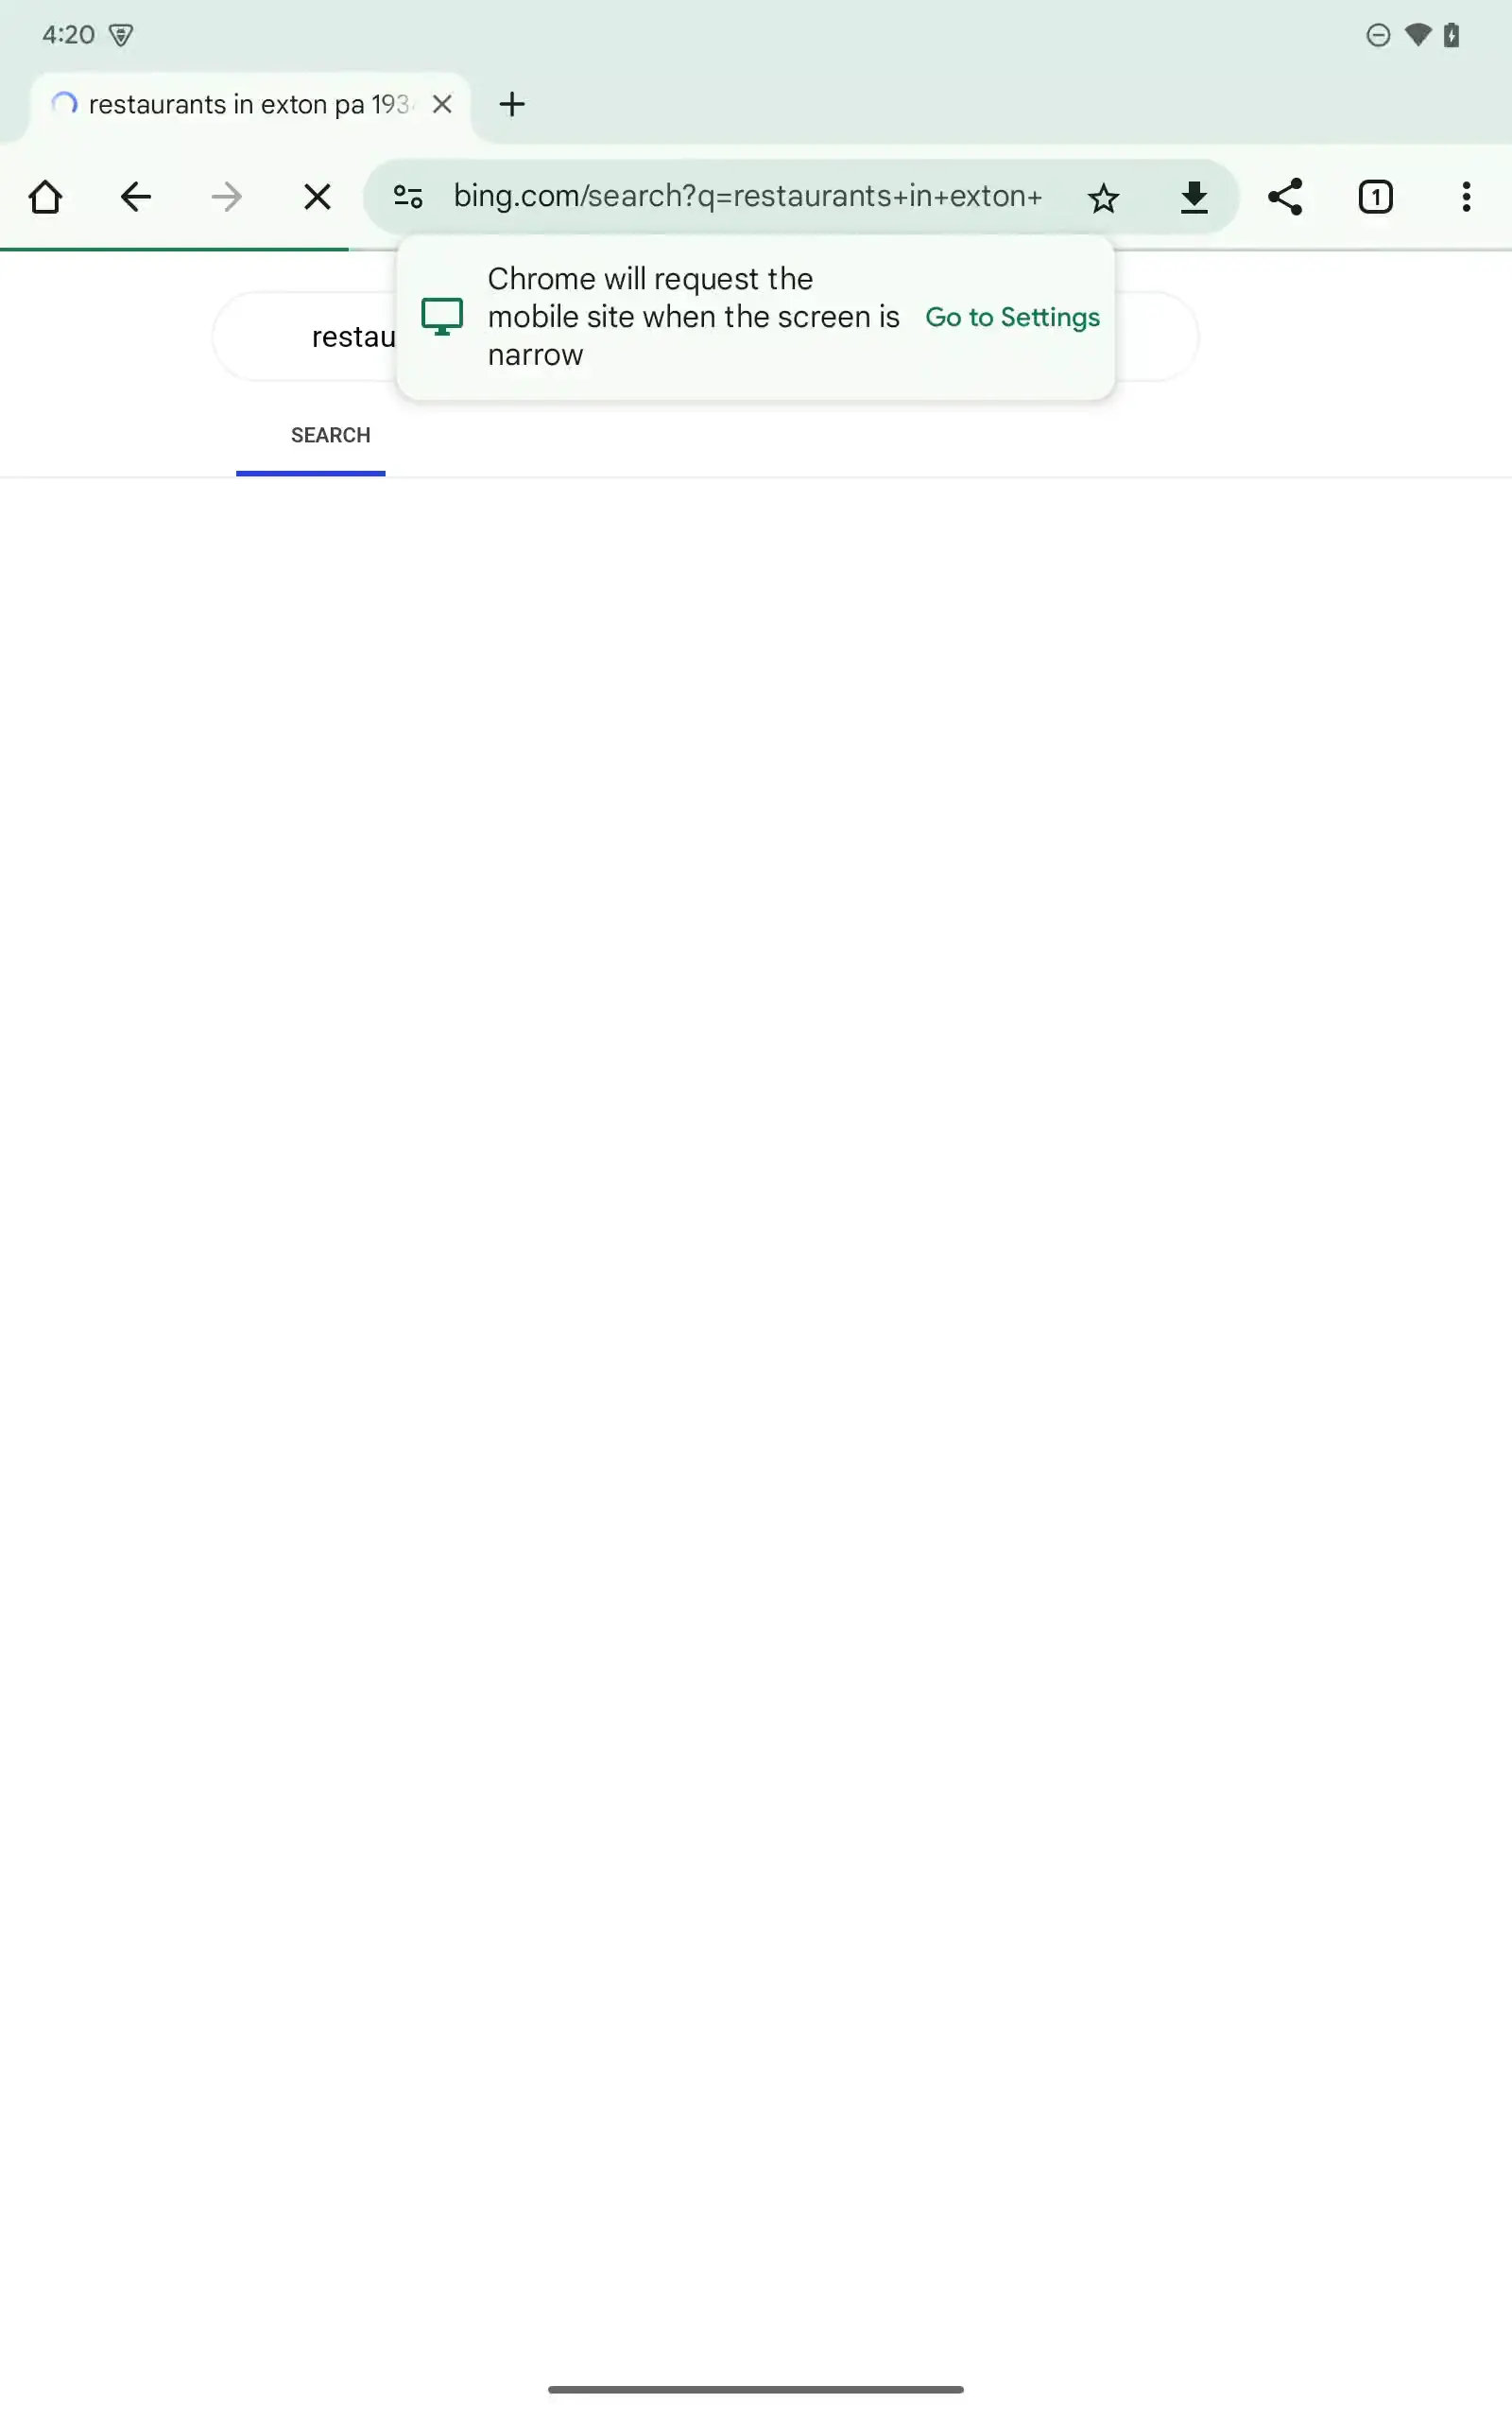 4:20
restaurants in exton pa 193
bing.com/search?q=restaurants+in+exton+
1
Chrome will request the
mobile site when the screen is
narrow
Go to Settings
restau
SEARCH